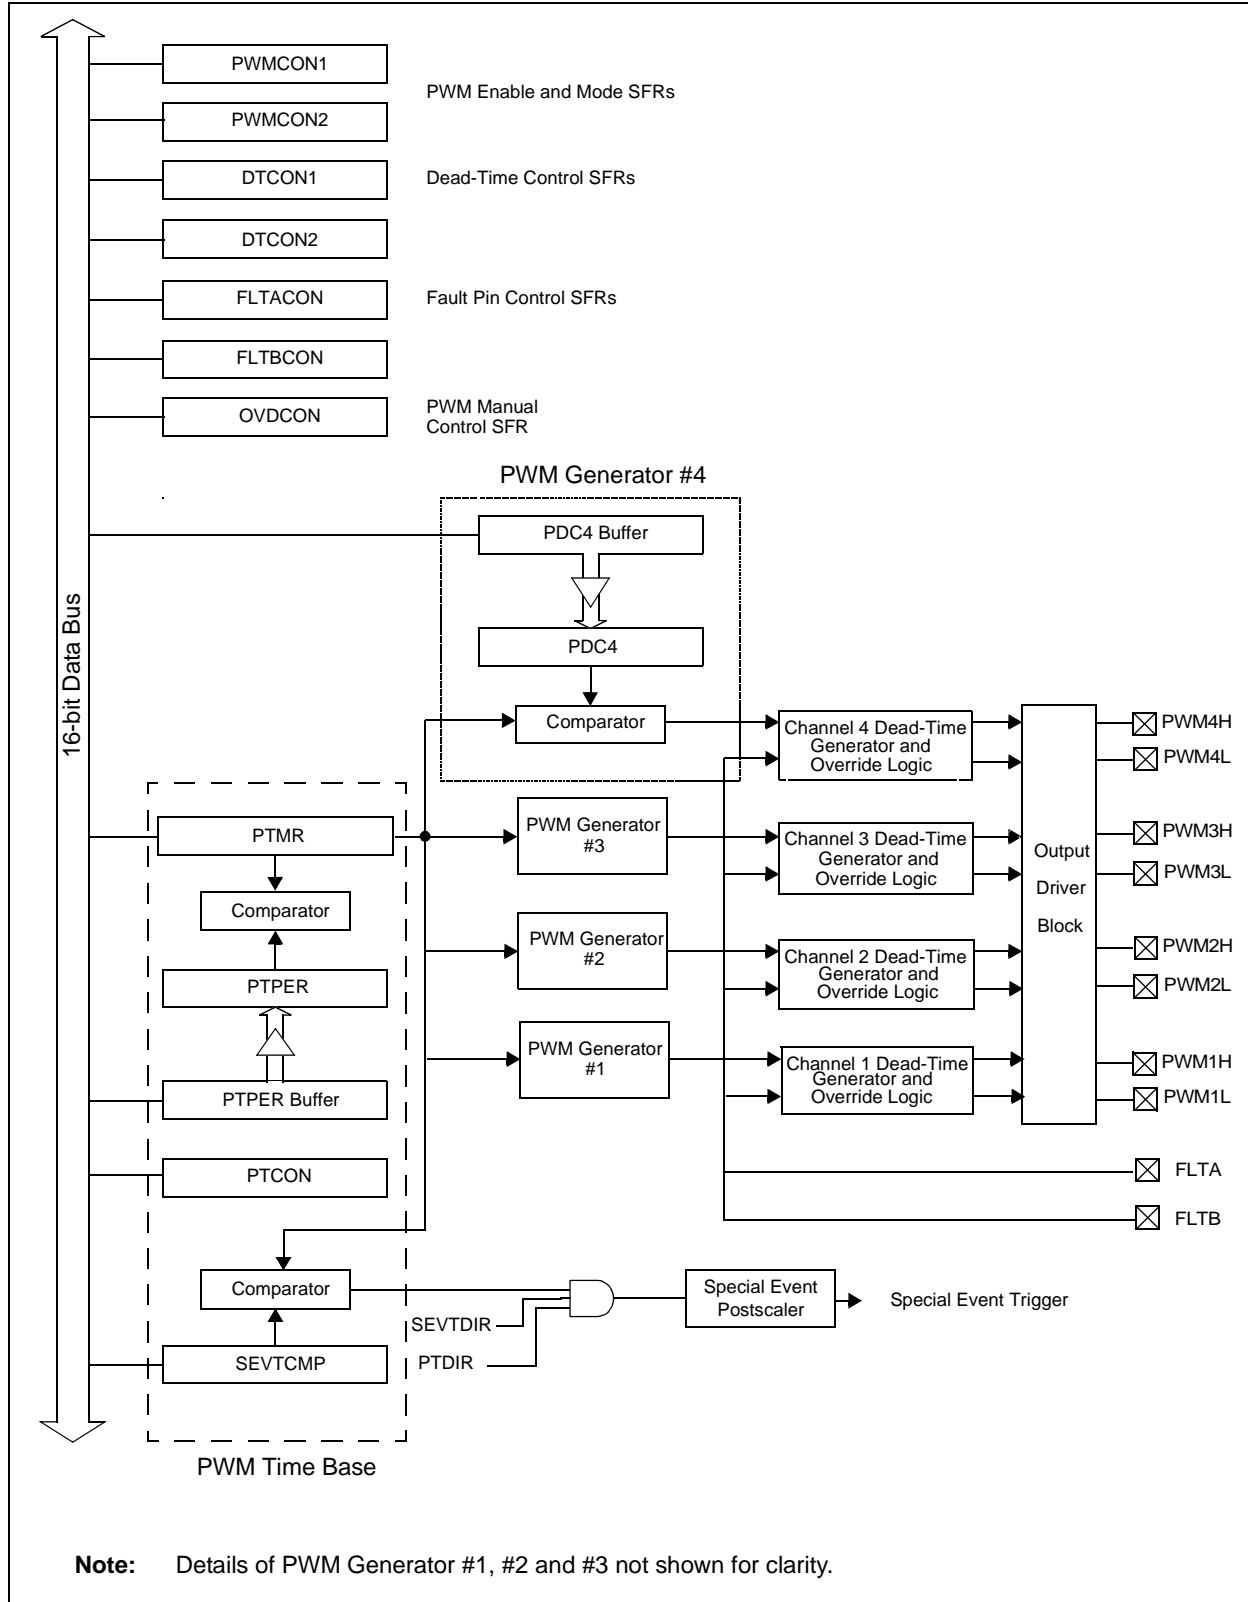 PWMCON1
PWM Enable and Mode SFRs
PWMCON2
DTCON1
Dead-Time Control SFRs
DTCON2
FLTACON
Fault Pin Control SFRs
FLTBCON
OVDCON
PWM Manual
Control SFR
PWM Generator #4
PDC4 Buffer
PDC4
Comparator
16-bit Data Bus
Channel 4 Dead-Time
Generator and
Override Logic
PWM4H
PWM4L
PTMR
Comparator
PTPER
PTPER Buffer
PTCON
PWM Generator
#3
Channel 3 Dead-Time
Generator and
Override Logic
PWM3H
PWM3L
Output
Driver
Block
PWM Generator
#2
Channel 2 Dead-Time
Generator and
Override Logic
PWM2H
PWM2L
PWM Generator
#1
Channel 1 Dead-Time
Generator and
Override Logic
PWM1H
PWM1L
FLTA
FLTB
Comparator
SEVTDIR
PTDIR
SEVTCMP
Special Event
Postscaler
Special Event Trigger
PWM Time Base
Note: Details of PWM Generator #1, #2 and #3 not shown for clarity.